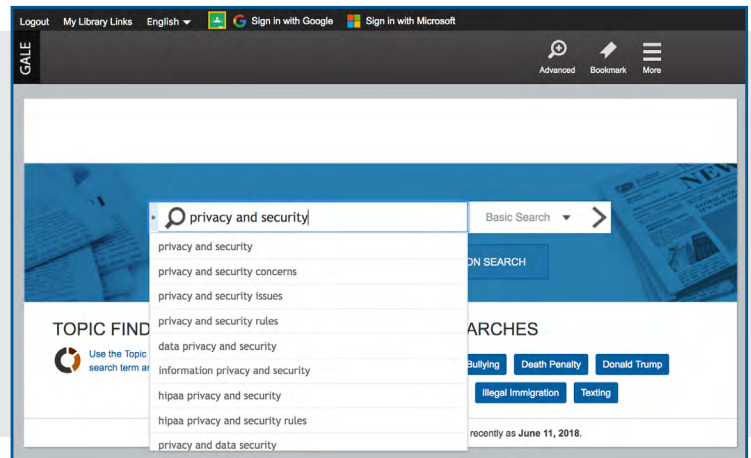 Logout My Library Links English Sign in with Google Sign in with Microsoft
GALE
Advanced Bookmark More
NEW
privacy and security
Basic Search
privacy and security
privacy and security concerns
privacy and security issues
privacy and security rules
data privacy and security
information privacy and security
hipaa privacy and security
hipaa privacy and security rules
privacy and data security
ON SEARCH
TOPIC FIND
Use the Topic
search term
ARCHES
Bullying Death Penalty Donald Trump
Illegal Immigration Texting
recently as June 11, 2018.